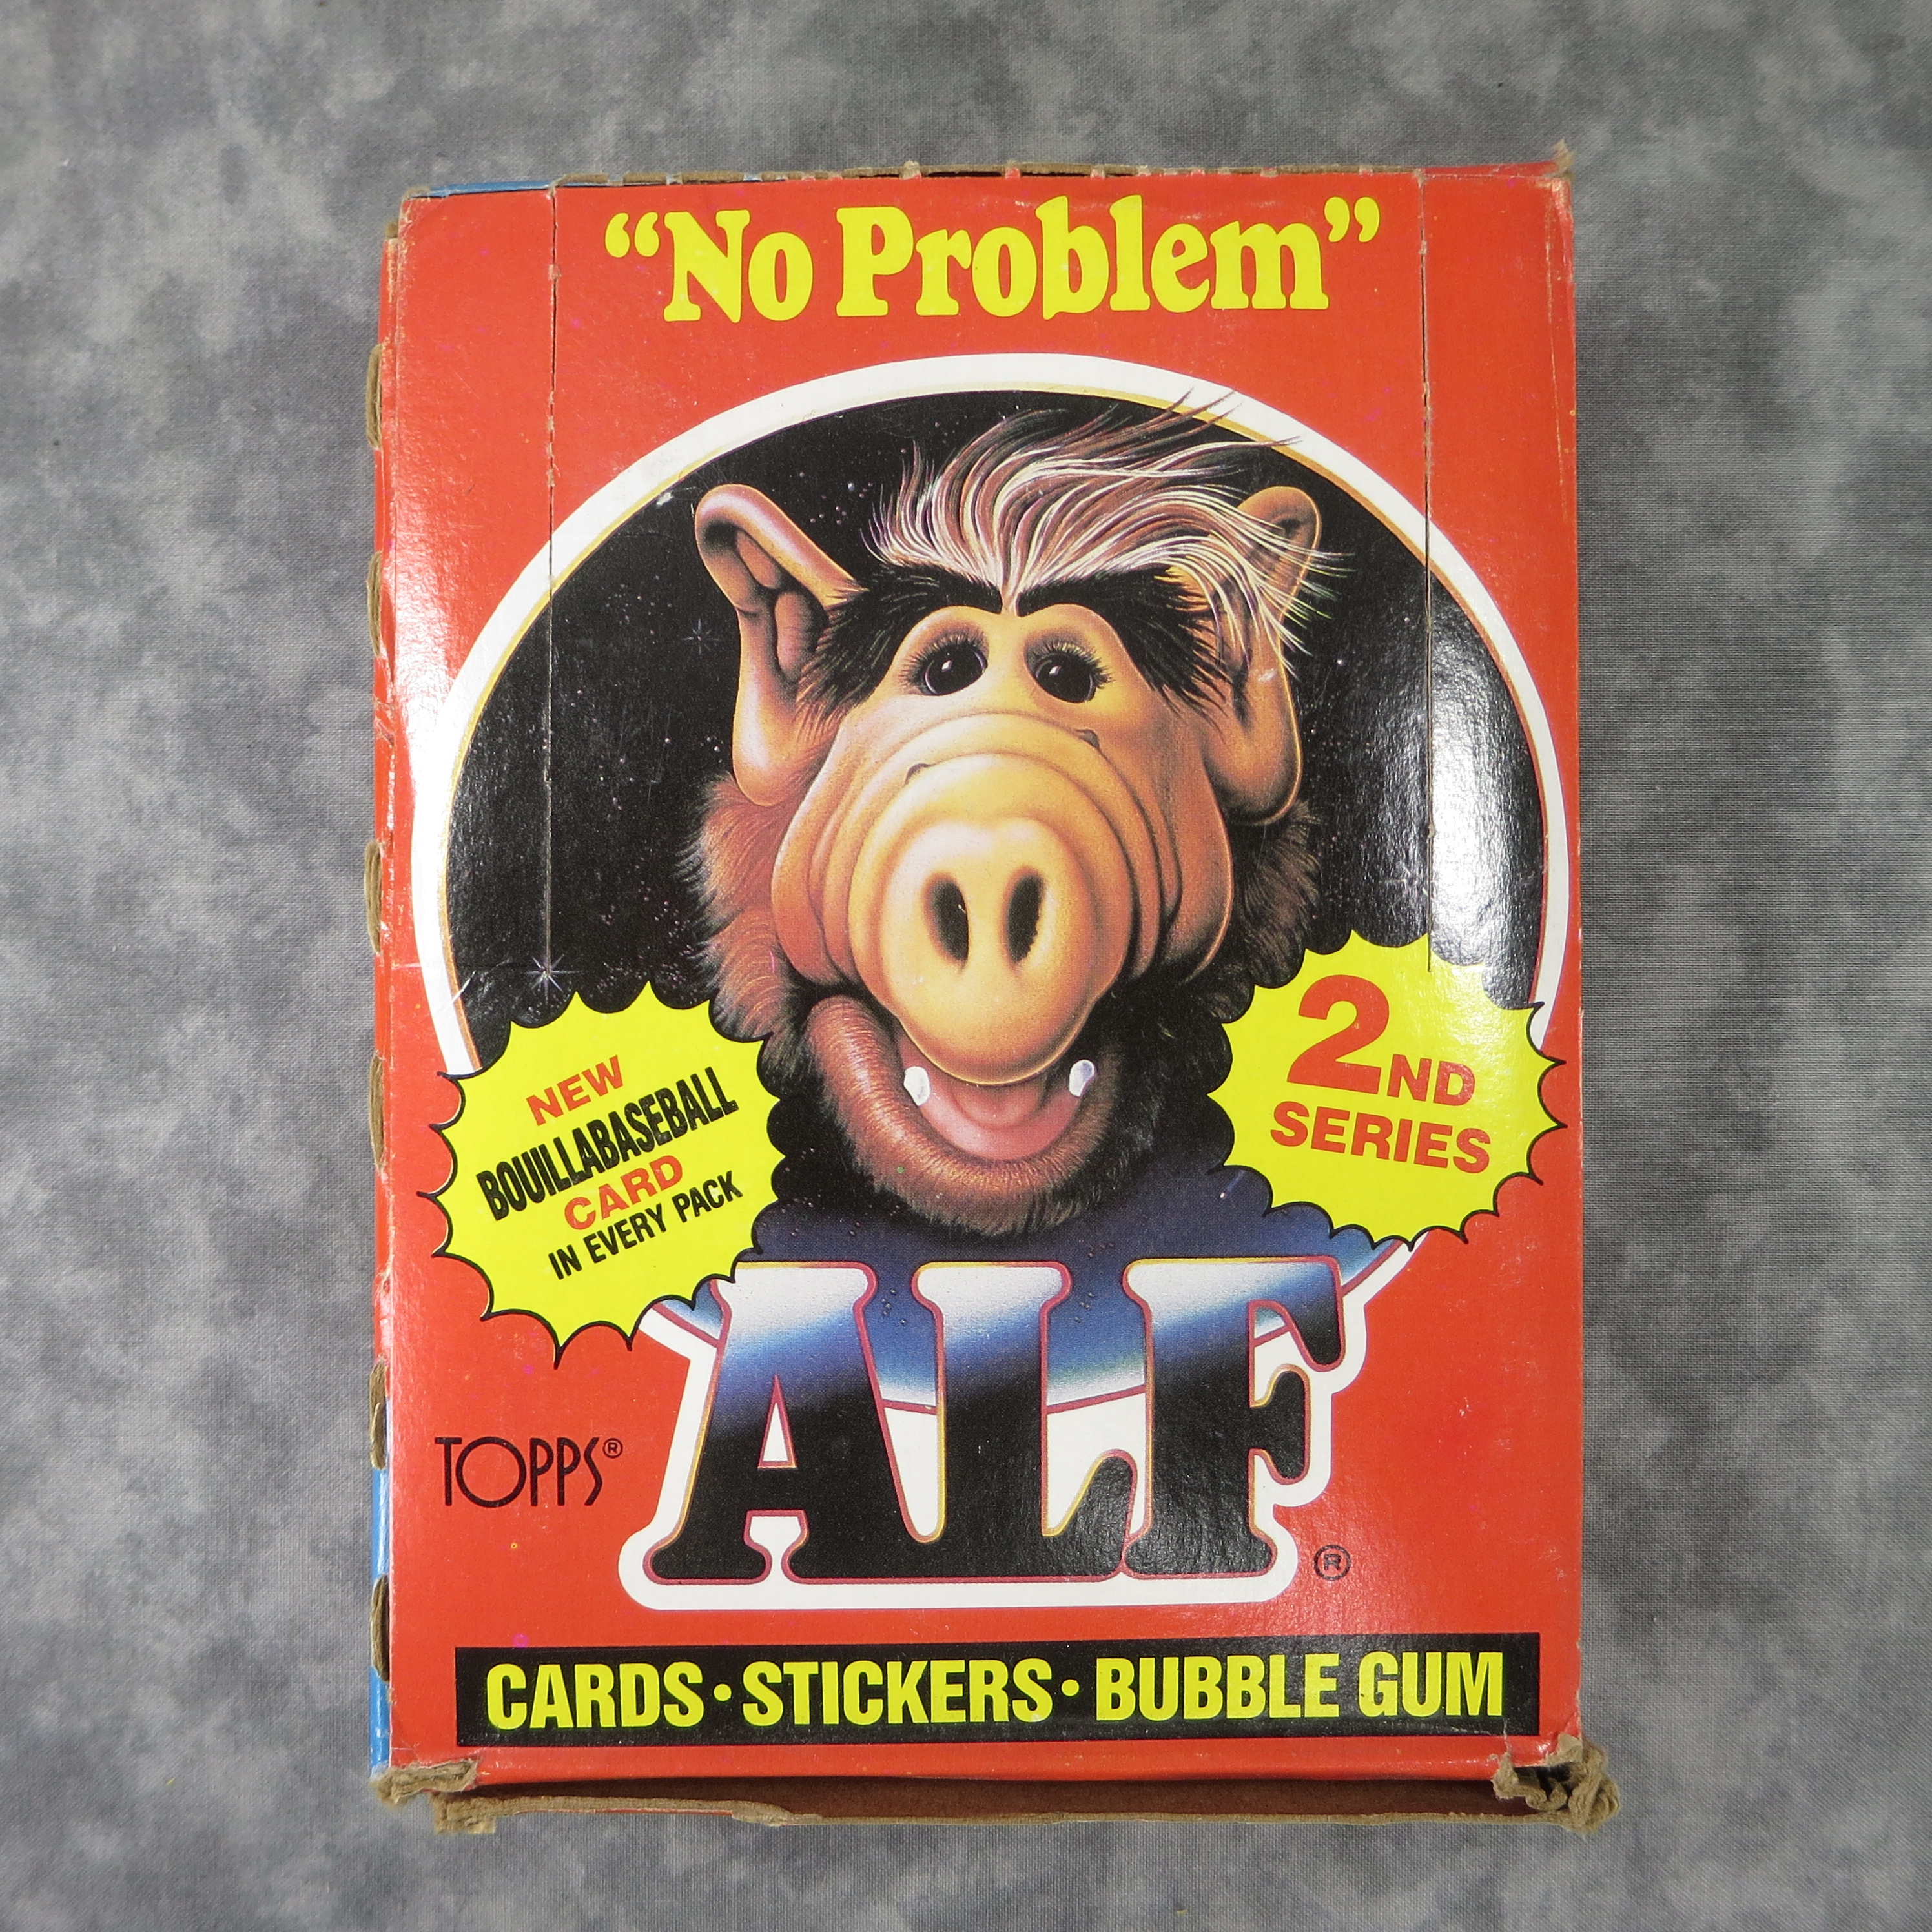 “No Problem”
2ND
SERIES
NEW
BOUILLABASEBALL
CARD
IN EVERY PACK
ALF®
TOPPS®
CARDS·STICKERS·BUBBLE GUM